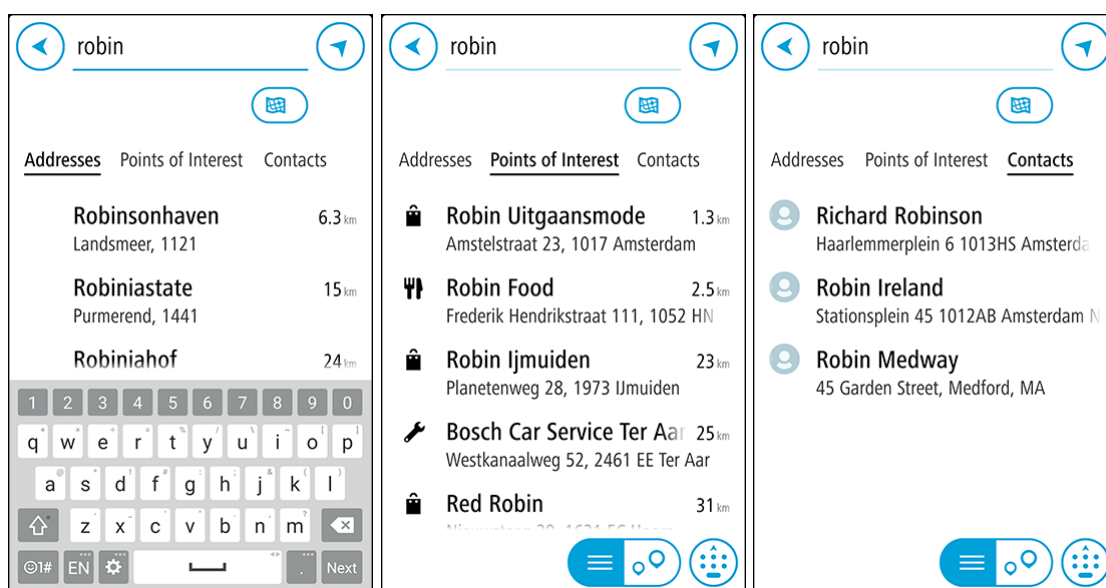 robin
Addresses Points of Interest Contacts
Robinsonhaven 6.3 km
Landsmeer, 1121
Robiniastate 15 km
Purmerend, 1441
Robiniahof 24 km
1 2 3 4 5 6 7 8 9 0
q w e r t y u i o p
a s d f g h j k l
z x c v b n m
1# EN . Next
robin
Addresses Points of Interest Contacts
Robin Uitgaansmode 1.3 km
Amstelstraat 23, 1017 Amsterdam
Robin Food 2.5 km
Frederik Hendrikstraat 111, 1052 HN
Robin Ijmuiden 23 km
Planetenweg 28, 1973 IJmuiden
Bosch Car Service Ter Aar 25 km
Westkanaalweg 52, 2461 EE Ter Aar
Red Robin 31 km
robin
Addresses Points of Interest Contacts
Richard Robinson
Haarlemmerplein 6 1013HS Amsterda
Robin Ireland
Stationsplein 45 1012AB Amsterdam N
Robin Medway
45 Garden Street, Medford, MA